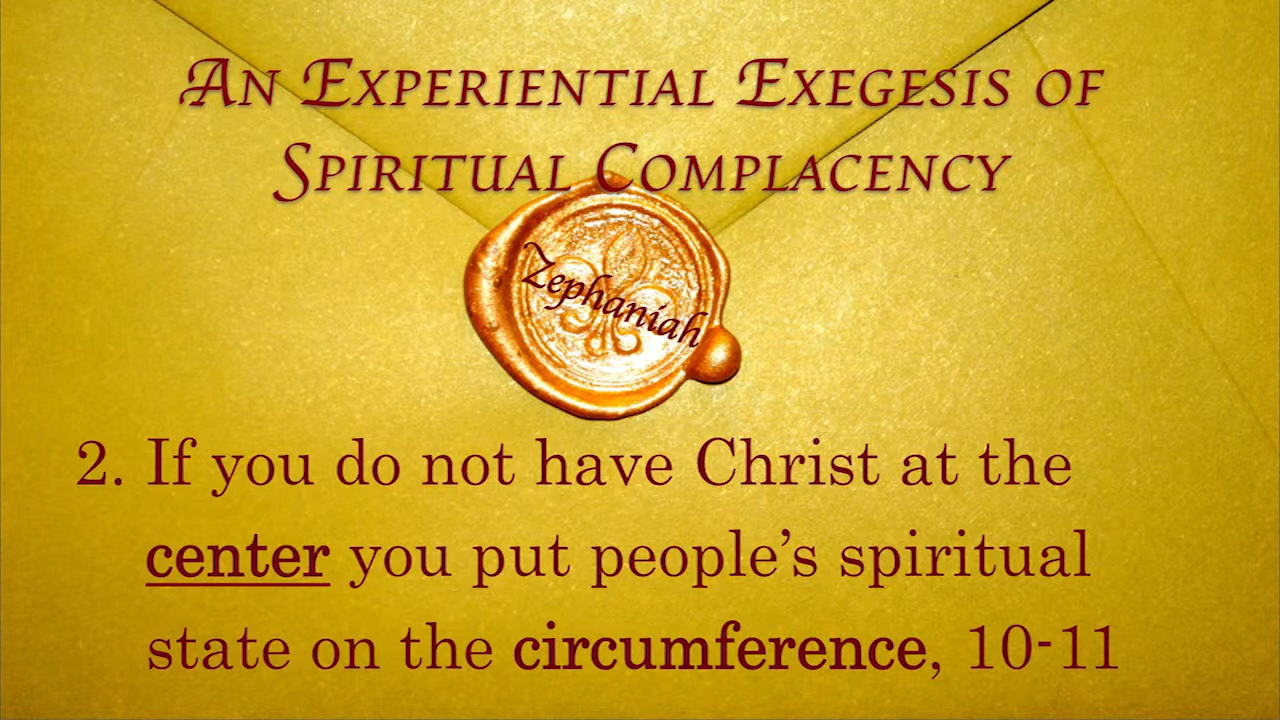 An Experiential Exegesis of
Spiritual Complacency
Zephaniah
2. If you do not have Christ at the
center you put people’s spiritual
state on the circumference, 10-11